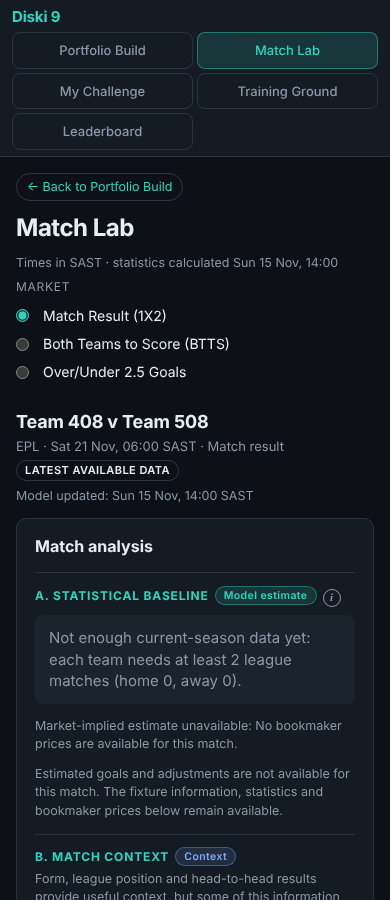 Diski 9
Portfolio Build
Match Lab
My Challenge
Training Ground
Leaderboard
← Back to Portfolio Build
Match Lab
Times in SAST · statistics calculated Sun 15 Nov, 14:00
MARKET
Match Result (1X2)
Both Teams to Score (BTTS)
Over/Under 2.5 Goals
Team 408 v Team 508
EPL · Sat 21 Nov, 06:00 SAST · Match result
LATEST AVAILABLE DATA
Model updated: Sun 15 Nov, 14:00 SAST
Match analysis
A. STATISTICAL BASELINE Model estimate i
Not enough current-season data yet:
each team needs at least 2 league
matches (home 0, away 0).
Market-implied estimate unavailable: No bookmaker
prices are available for this match.
Estimated goals and adjustments are not available for
this match. The fixture information, statistics and
bookmaker prices below remain available.
B. MATCH CONTEXT Context
Form, league position and head-to-head results
provide useful context, but some of this information